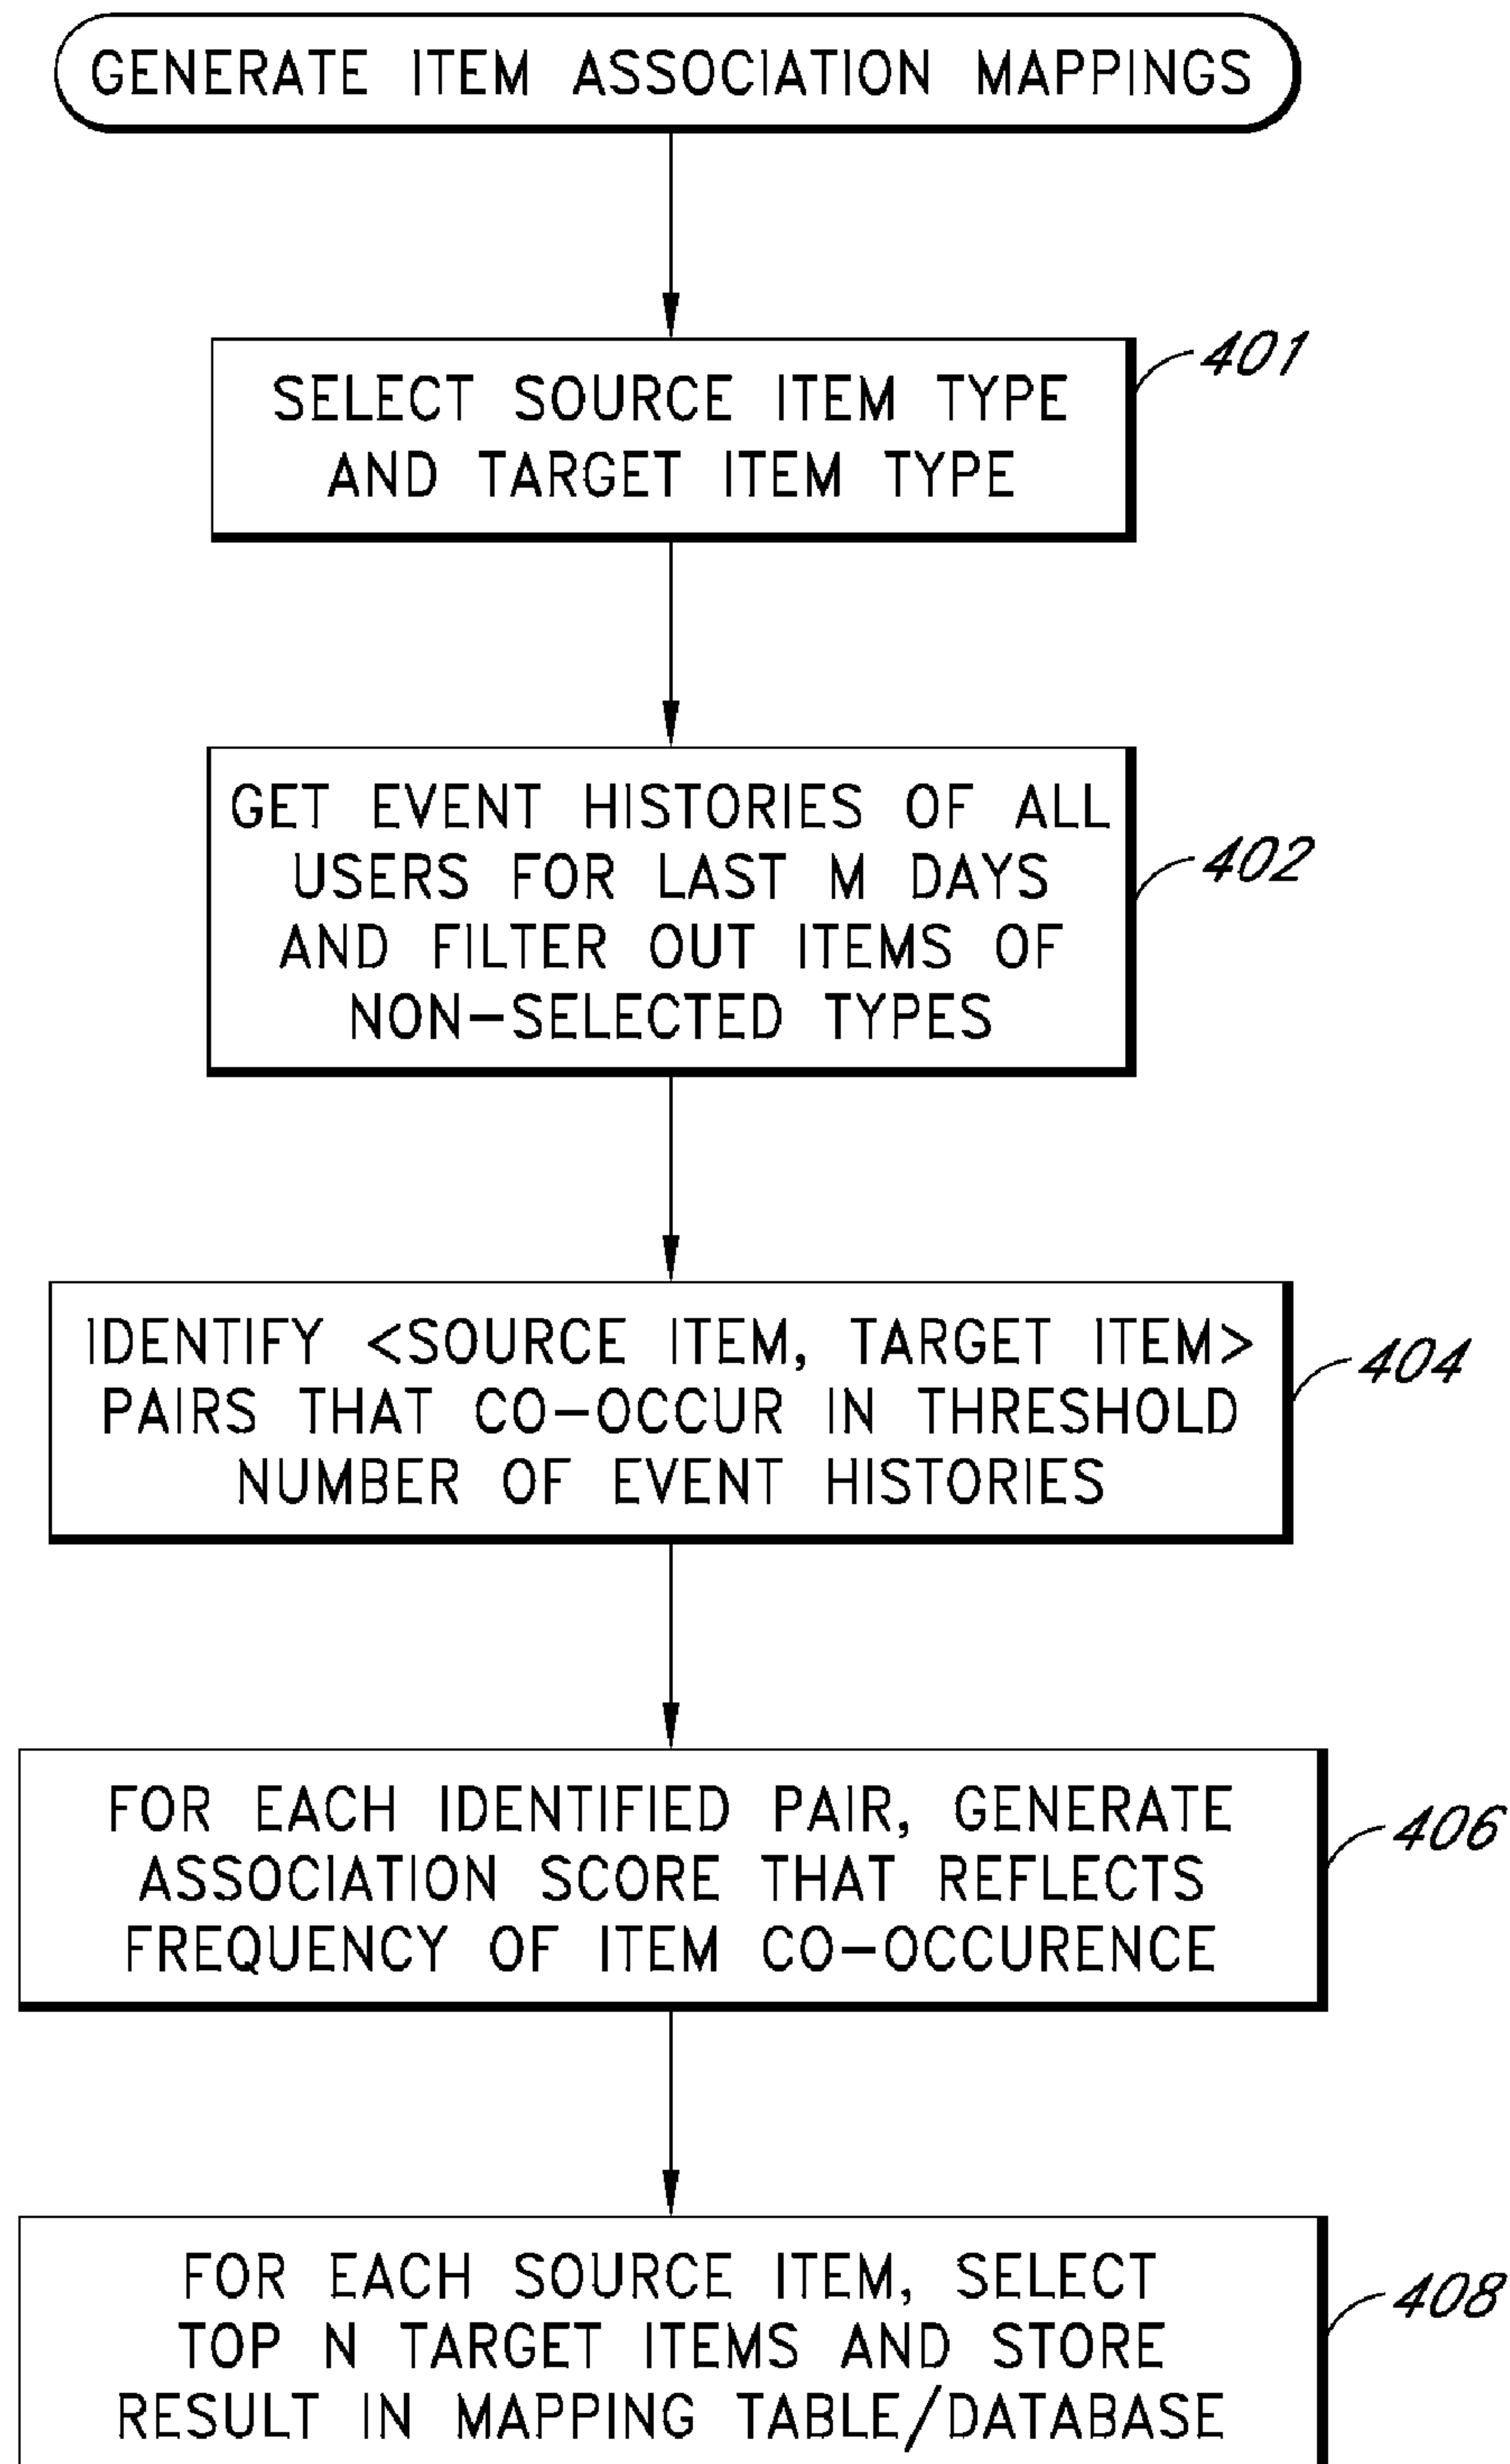 GENERATE ITEM ASSOCIATION MAPPINGS
SELECT SOURCE ITEM TYPE
AND TARGET ITEM TYPE
401
GET EVENT HISTORIES OF ALL
USERS FOR LAST M DAYS
AND FILTER OUT ITEMS OF
NON-SELECTED TYPES
402
IDENTIFY <SOURCE ITEM, TARGET ITEM>
PAIRS THAT CO-OCCUR IN THRESHOLD
NUMBER OF EVENT HISTORIES
404
FOR EACH IDENTIFIED PAIR, GENERATE
ASSOCIATION SCORE THAT REFLECTS
FREQUENCY OF ITEM CO-OCCURENCE
406
FOR EACH SOURCE ITEM, SELECT
TOP N TARGET ITEMS AND STORE
RESULT IN MAPPING TABLE/DATABASE
408